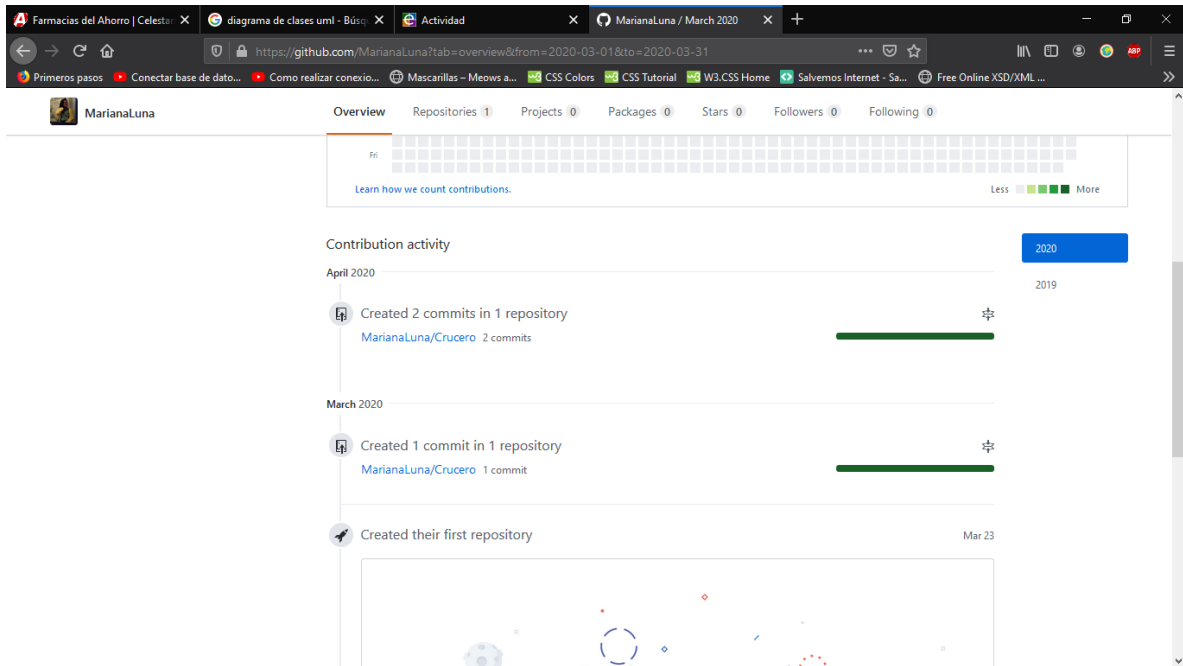 Farmacias del Ahorro | Celestar
diagrama de clases uml - Búsqu
Actividad
MarianaLuna / March 2020
https://github.com/MarianaLuna?tab=overview&from=2020-03-01&to=2020-03-31
ABP
Primeros pasos
Conectar base de dato...
Como realizar conexio...
Mascarillas – Meows a...
CSS Colors
CSS Tutorial
W3.CSS Home
Salvemos Internet - Sa...
Free Online XSD/XML ...
MarianaLuna
Overview
Repositories 1
Projects 0
Packages 0
Stars 0
Followers 0
Following 0
Fri
Learn how we count contributions.
Less
More
Contribution activity
2020
2019
April 2020
Created 2 commits in 1 repository
MarianaLuna/Crucero 2 commits
March 2020
Created 1 commit in 1 repository
MarianaLuna/Crucero 1 commit
Created their first repository
Mar 23